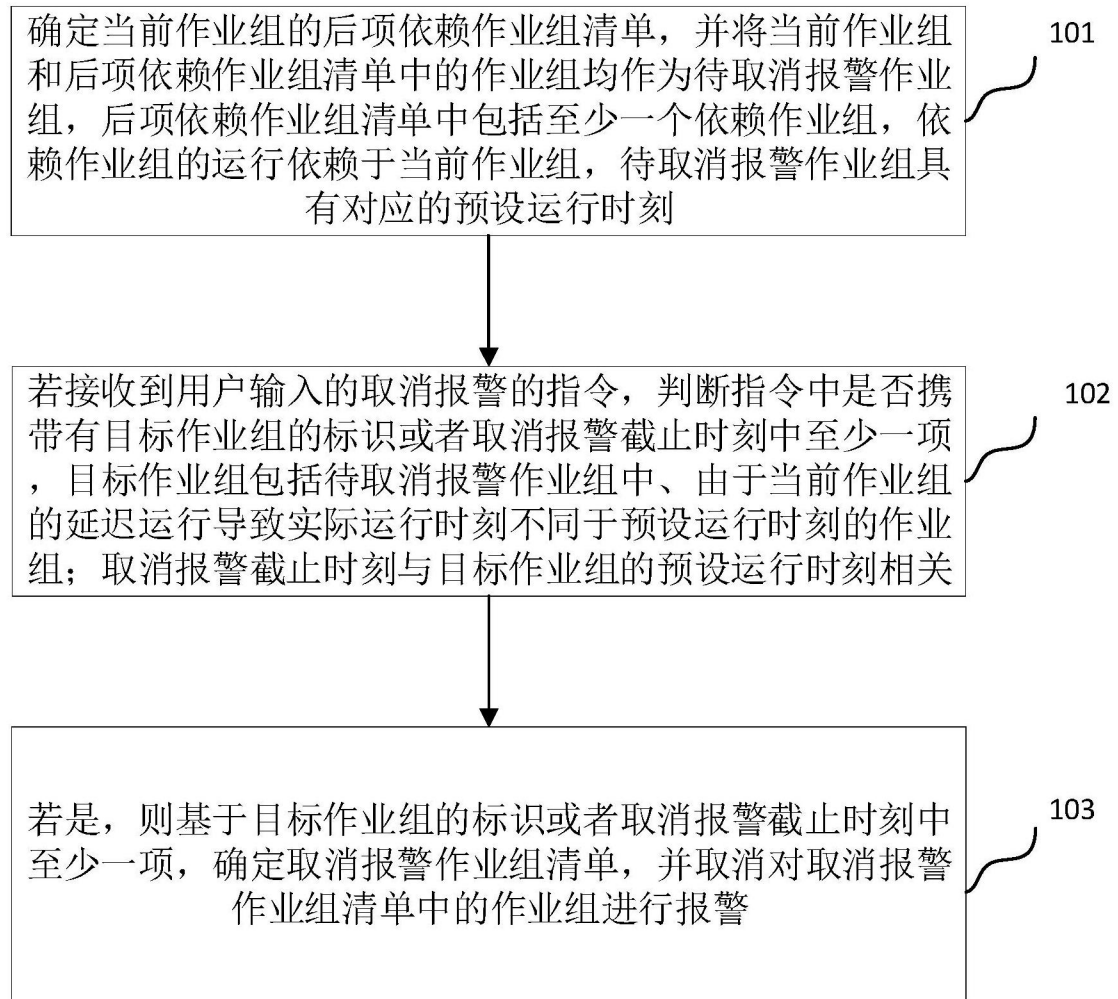 确定当前作业组的后项依赖作业组清单，并将当前作业组
和后项依赖作业组清单中的作业组均作为待取消报警作业
组，后项依赖作业组清单中包括至少一个依赖作业组，依
赖作业组的运行依赖于当前作业组，待取消报警作业组具
有对应的预设运行时刻
101
若接收到用户输入的取消报警的指令，判断指令中是否携
带有目标作业组的标识或者取消报警截止时刻中至少一项
，目标作业组包括待取消报警作业组中、由于当前作业组
的延迟运行导致实际运行时刻不同于预设运行时刻的作业
组；取消报警截止时刻与目标作业组的预设运行时刻相关
102
若是，则基于目标作业组的标识或者取消报警截止时刻中
至少一项，确定取消报警作业组清单，并取消对取消报警
作业组清单中的作业组进行报警
103